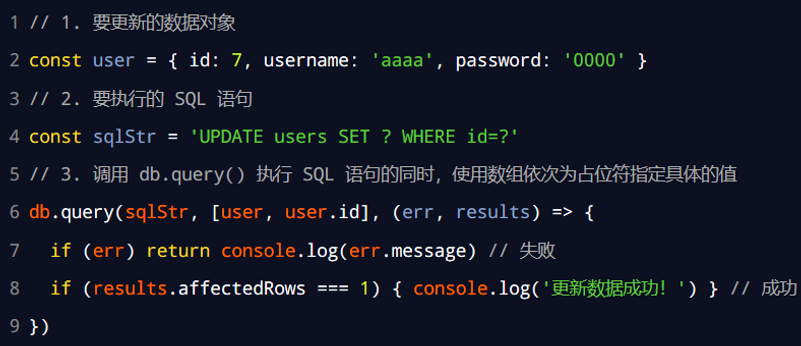 1 // 1. 要更新的数据对象
2 const user = { id: 7, username: 'aaaa', password: '0000' }
3 // 2. 要执行的 SQL 语句
4 const sqlStr = 'UPDATE users SET ? WHERE id=?'
5 // 3. 调用 db.query() 执行 SQL 语句的同时，使用数组依次为占位符指定具体的值
6 db.query(sqlStr, [user, user.id], (err, results) => {
7 if (err) return console.log(err.message) // 失败
8 if (results.affectedRows === 1) { console.log('更新数据成功！') } // 成功
9 })